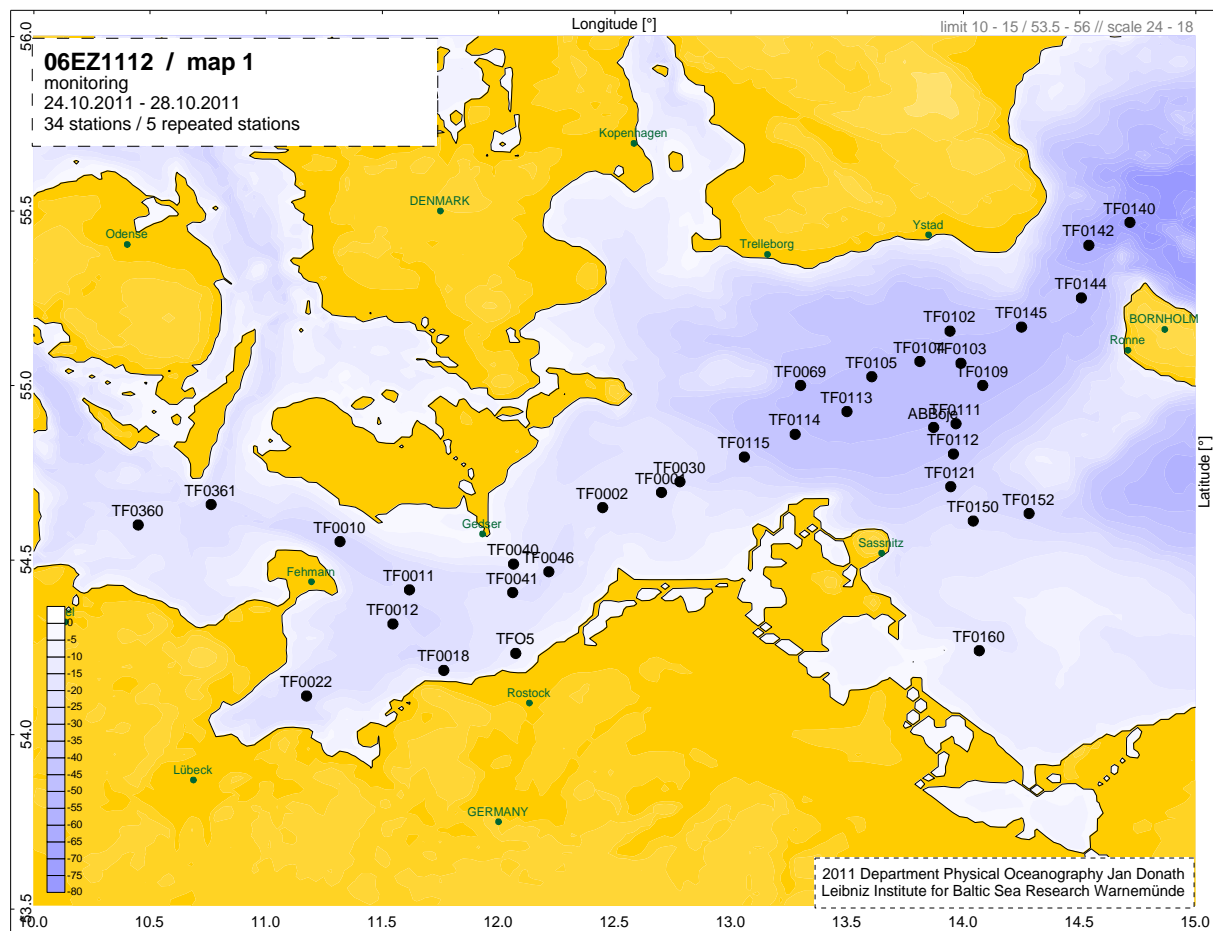 Longitude [°]
limit 10 - 15 / 53.5 - 56 // scale 24 - 18
56.0
06EZ1112 / map 1
monitoring
24.10.2011 - 28.10.2011
34 stations / 5 repeated stations
Kopenhagen
DENMARK
55.5
Odense
Trelleborg
Ystad
TF0140
TF0142
TF0144
BORNHOLM
TF0145
TF0102
Ronne
TF0104
TF0103
TF0105
TF0069
TF0109
55.0
TF0113
TF0111
ABBoje
TF0114
TF0112
TF0115
Latitude [°]
TF0030
TF0001
TF0002
TF0121
TF0361
TF0360
TF0150
TF0152
Gedser
TF0010
Sassnitz
54.5
TF0040
TF0046
TF0041
Fehmarn
TF0011
TF0012
TFO5
TF0018
TF0160
TF0022
Rostock
54.0
Lübeck
GERMANY
0
-5
-10
-15
-20
-25
-30
-35
-40
-45
-50
-55
-60
-65
-70
-75
-80
2011 Department Physical Oceanography Jan Donath
Leibniz Institute for Baltic Sea Research Warnemünde
53.5
10.0 10.5 11.0 11.5 12.0 12.5 13.0 13.5 14.0 14.5 15.0